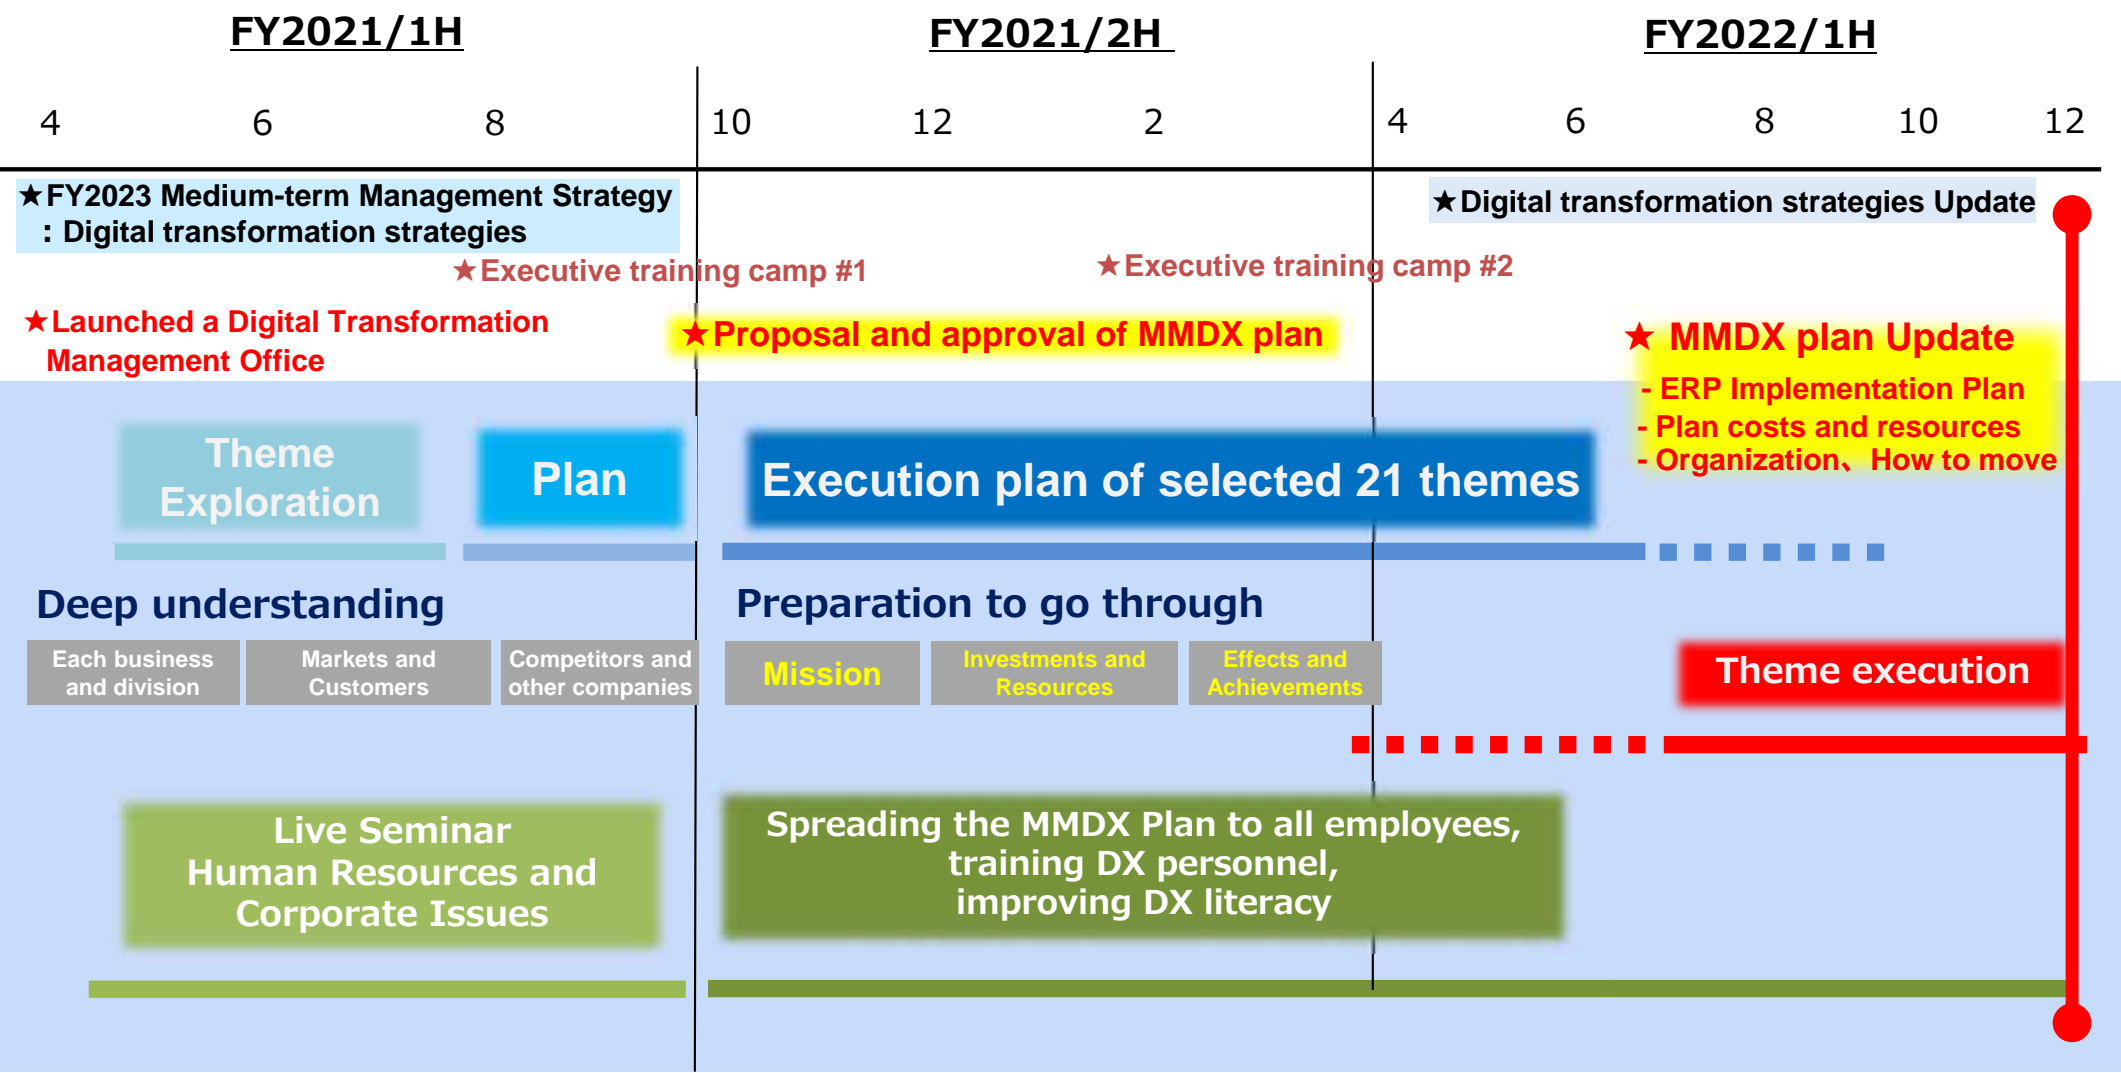 FY2021/1H
FY2021/2H
FY2022/1H
4 6 8 10 12 2 4 6 8 10 12
★FY2023 Medium-term Management Strategy
: Digital transformation strategies
★Digital transformation strategies Update
★Executive training camp #1
★Executive training camp #2
★Launched a Digital Transformation
Management Office
★Proposal and approval of MMDX plan
★ MMDX plan Update
- ERP Implementation Plan
- Plan costs and resources
- Organization、How to move
Theme
Exploration
Plan
Execution plan of selected 21 themes
Deep understanding
Preparation to go through
Each business
and division
Markets and
Customers
Competitors and
other companies
Mission
Investments and
Resources
Effects and
Achievements
Theme execution
Live Seminar
Human Resources and
Corporate Issues
Spreading the MMDX Plan to all employees,
training DX personnel,
improving DX literacy